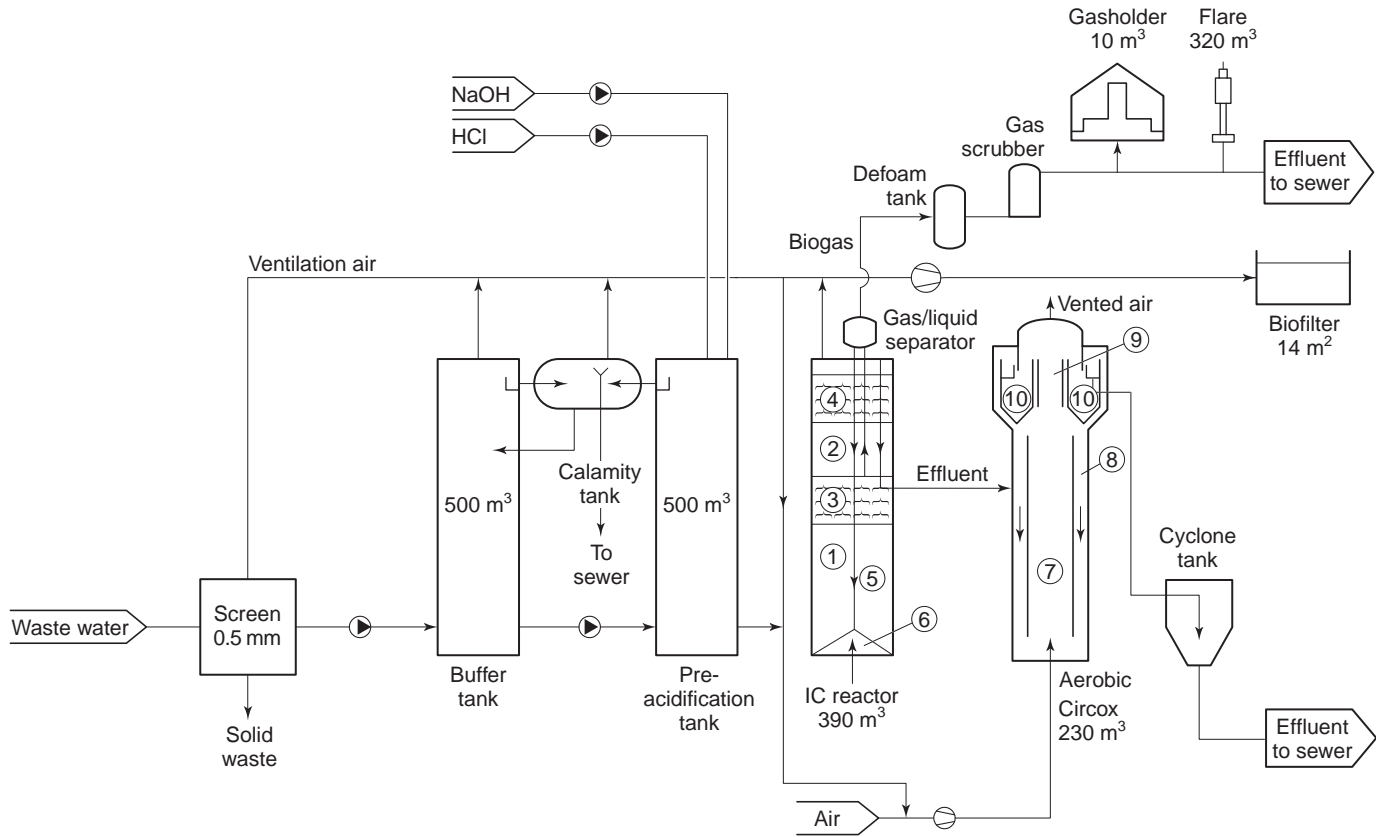 Gasholder
10 m³
Flare
320 m³
NaOH
HCl
Gas
scrubber
Defoam
tank
Effluent
to sewer
Biogas
Ventilation air
Gas/liquid
separator
Vented air
Biofilter
14 m²
9
4
10
10
2
8
500 m³
Calamity
tank
500 m³
3
Effluent
To
sewer
1
5
7
Cyclone
tank
Waste water
Screen
0.5 mm
6
Buffer
tank
Pre-
acidification
tank
IC reactor
390 m³
Aerobic
Circox
230 m³
Solid
waste
Effluent
to sewer
Air